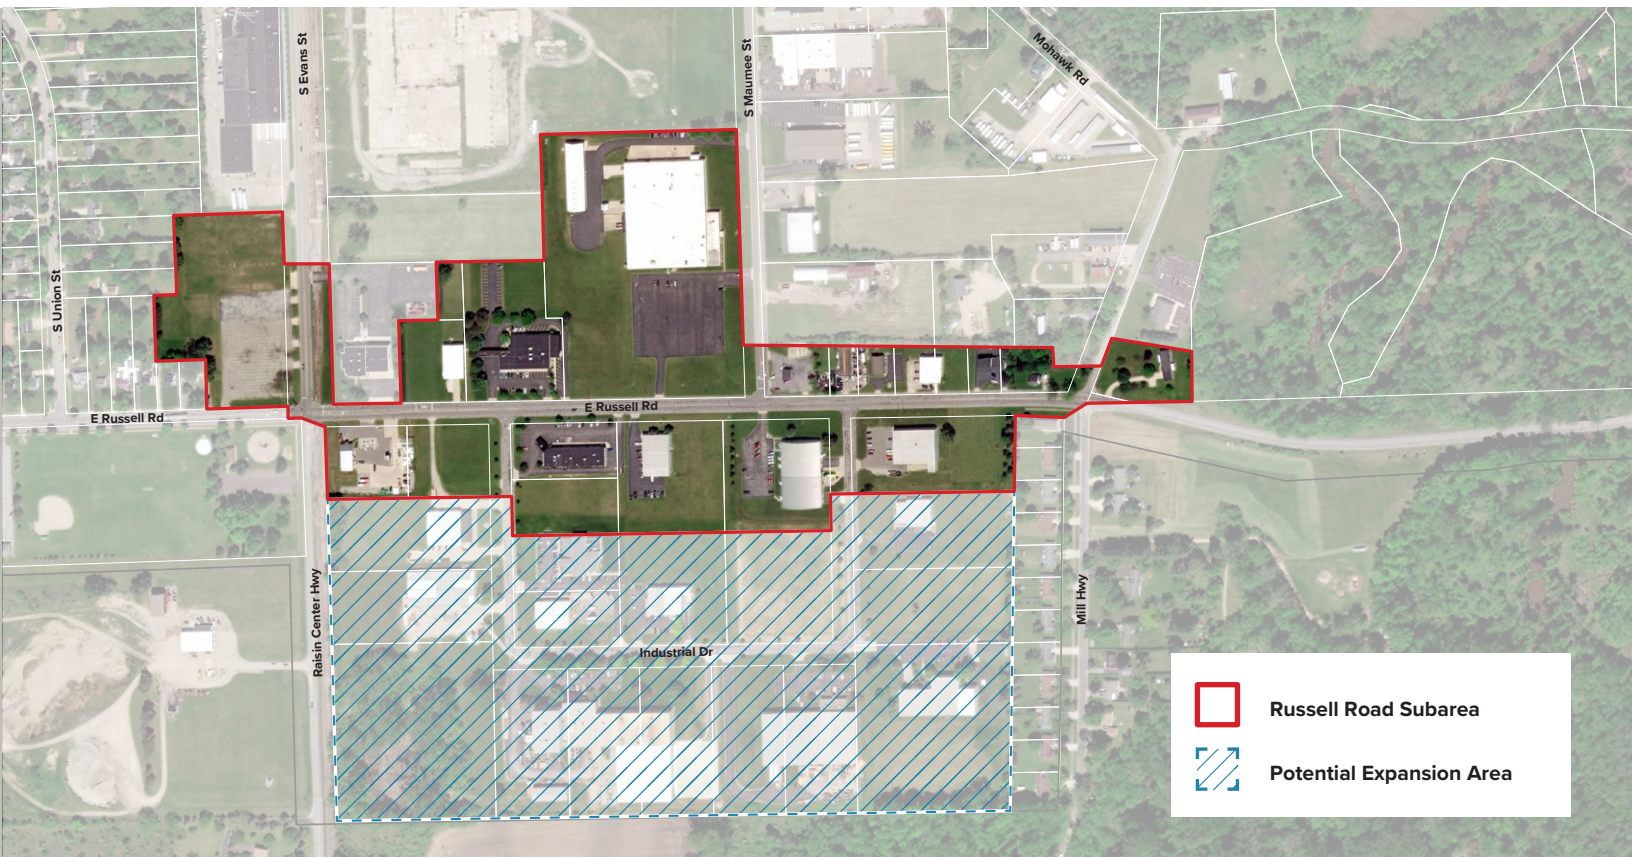 S Evans St
S Maumee St
Mohawk Rd
S Union St
E Russell Rd
E Russell Rd
Raisin Center Hwy
Mill Hwy
Industrial Dr
Russell Road Subarea
Potential Expansion Area